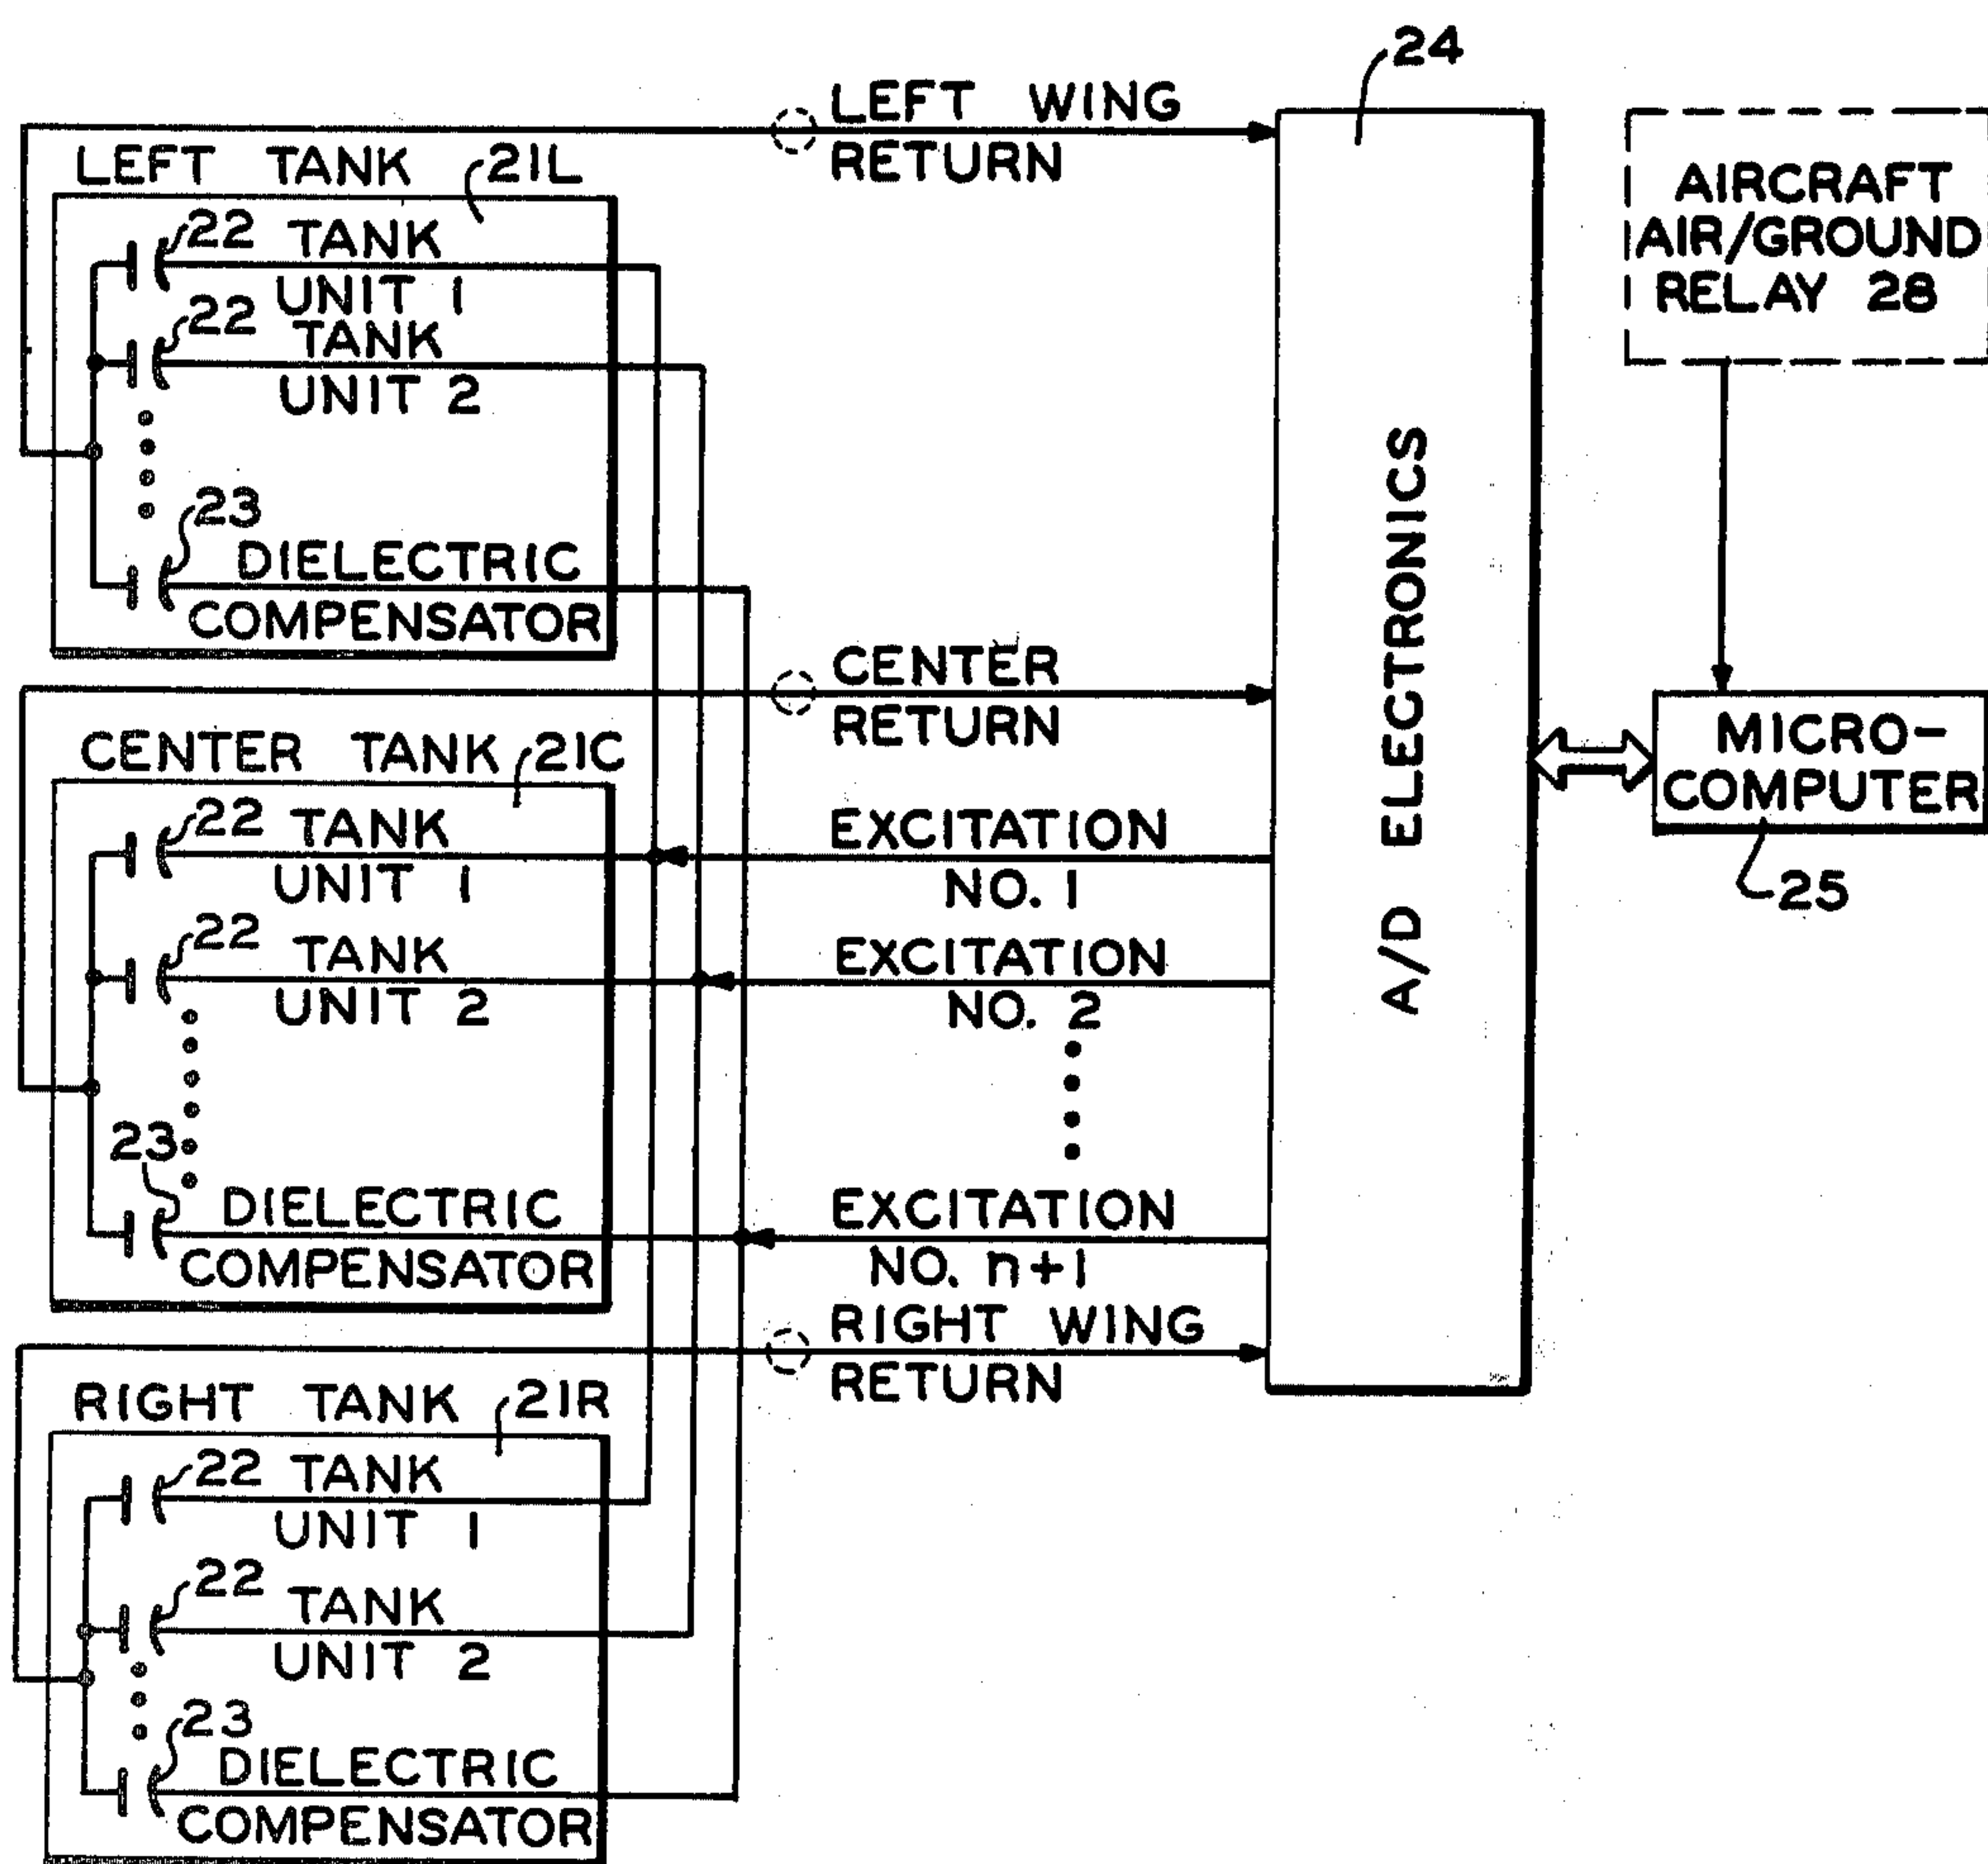 24
LEFT WING
RETURN
LEFT TANK
21L
22 TANK
UNIT 1
22 TANK
UNIT 2
23
DIELECTRIC
COMPENSATOR
AIRCRAFT
AIR/GROUND
RELAY 28
A/D ELECTRONICS
CENTER
RETURN
MICRO-
COMPUTER
25
CENTER TANK
21C
22 TANK
UNIT 1
22 TANK
UNIT 2
23
DIELECTRIC
COMPENSATOR
EXCITATION
NO. 1
EXCITATION
NO. 2
EXCITATION
NO. n+1
RIGHT WING
RETURN
RIGHT TANK
21R
22 TANK
UNIT 1
22 TANK
UNIT 2
23
DIELECTRIC
COMPENSATOR